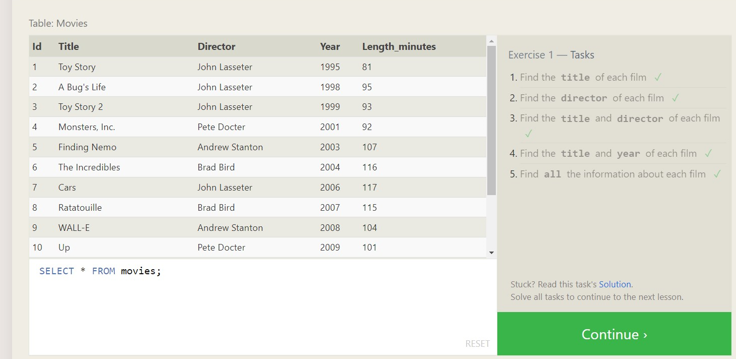 Table: Movies
Id Title Director Year Length_minutes
1 Toy Story John Lasseter 1995 81
2 A Bug's Life John Lasseter 1998 95
3 Toy Story 2 John Lasseter 1999 93
4 Monsters, Inc. Pete Docter 2001 92
5 Finding Nemo Andrew Stanton 2003 107
6 The Incredibles Brad Bird 2004 116
7 Cars John Lasseter 2006 117
8 Ratatouille Brad Bird 2007 115
9 WALL-E Andrew Stanton 2008 104
10 Up Pete Docter 2009 101
SELECT * FROM movies;
RESET
Exercise 1 — Tasks
1. Find the title of each film ✓
2. Find the director of each film ✓
3. Find the title and director of each film
✓
4. Find the title and year of each film ✓
5. Find all the information about each film ✓
Stuck? Read this task's Solution.
Solve all tasks to continue to the next lesson.
Continue ›